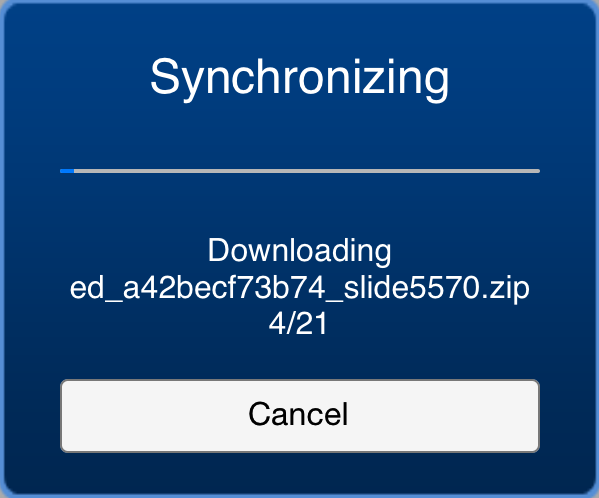 Synchronizing
Downloading
ed_a42becf73b74_slide5570.zip
4/21
Cancel